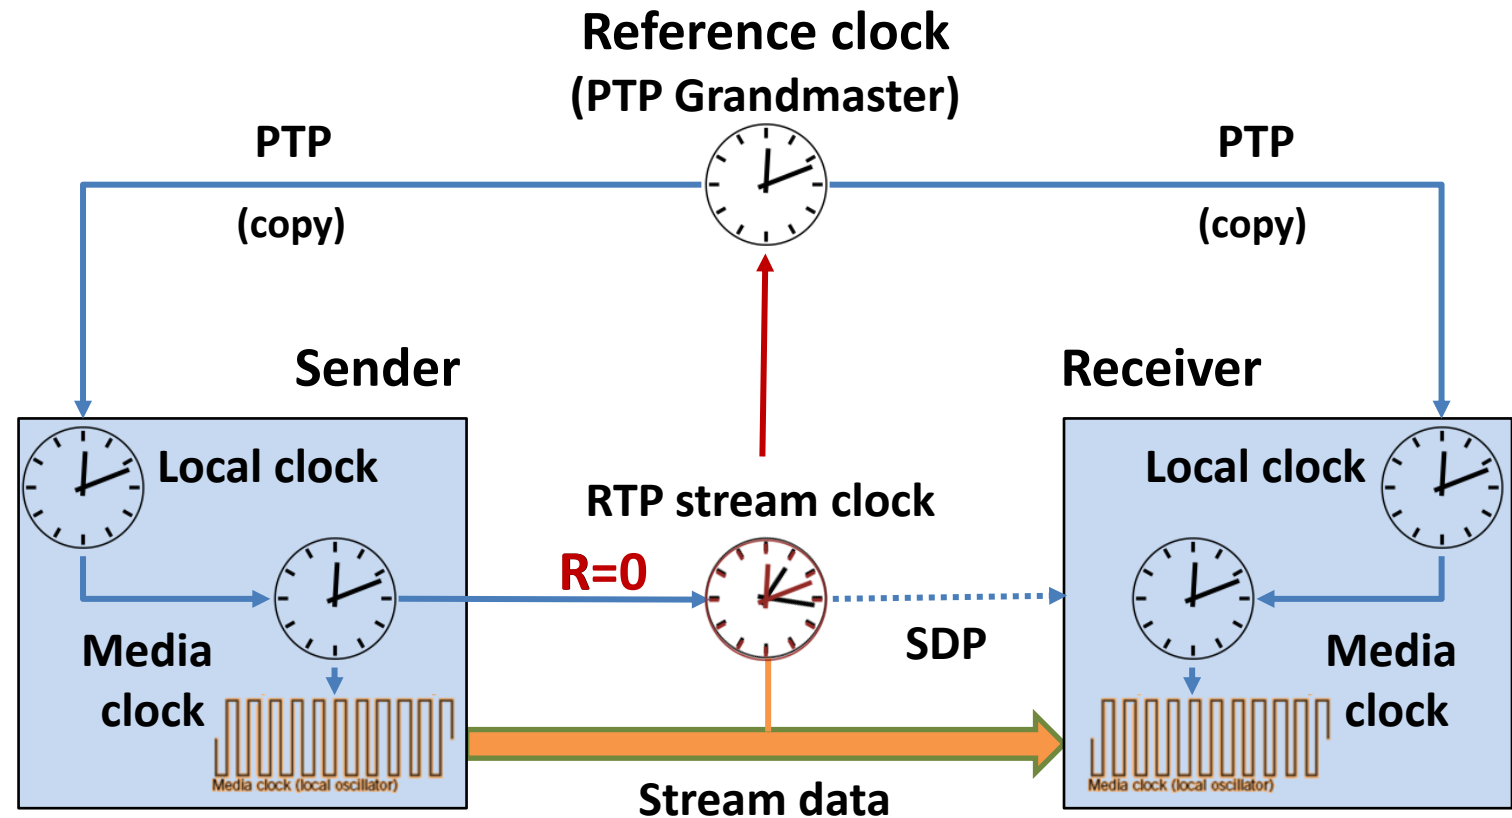 Reference clock
(PTP Grandmaster)
PTP
(copy)
PTP
(copy)
Sender
Receiver
Local clock
Local clock
RTP stream clock
R=0
SDP
Media
clock
Media
clock
Media clock (local oscillator)
Media clock (local oscillator)
Stream data